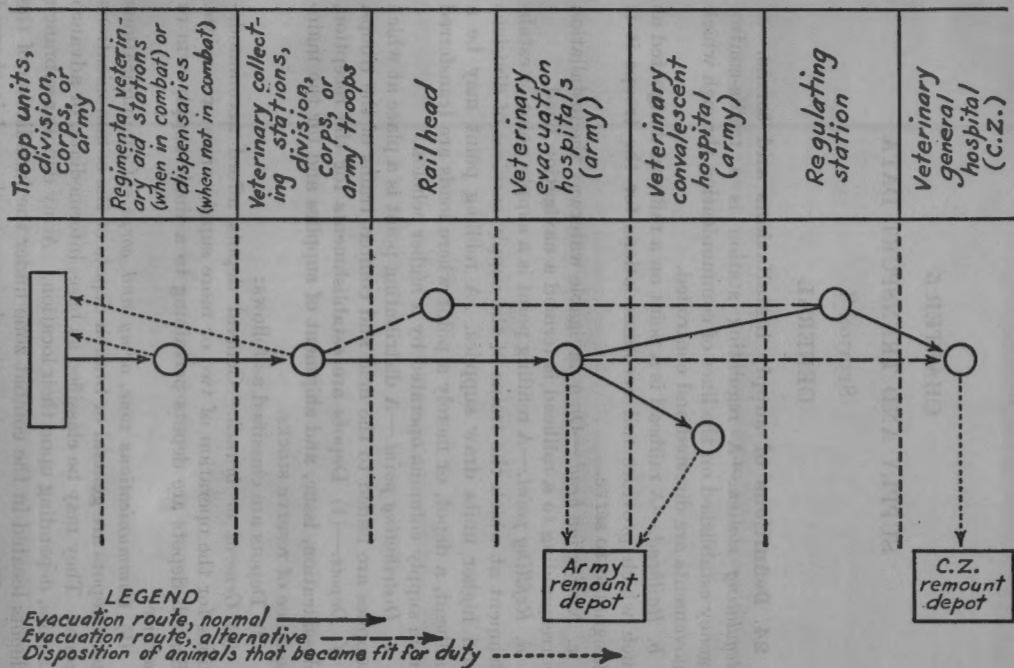 Troop units,
division,
corps, or
army
Regimental veterin-
ary aid stations
(when in combat) or
dispensaries
(when not in combat)
Veterinary collect-
ing stations,
division,
corps, or
army troops
Railhead
Veterinary
evacuation
hospitals
(army)
Veterinary
convalescent
hospital
(army)
Regulating
station
Veterinary
general
hospital
(C.Z.)
Army
remount
depot
C.Z.
remount
depot
LEGEND
Evacuation route, normal
Evacuation route, alternative
Disposition of animals that became fit for duty